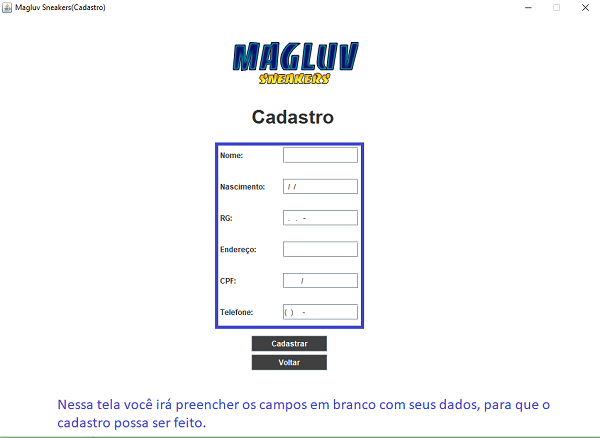 Magluv Sneakers(Cadastro)
MAGLUV
SNEAKERS
Cadastro
Nome:
Nascimento: / /
RG: . . -
Endereço:
CPF: /
Telefone: ( ) -
Cadastrar
Voltar
Nessa tela você irá preencher os campos em branco com seus dados, para que o
cadastro possa ser feito.